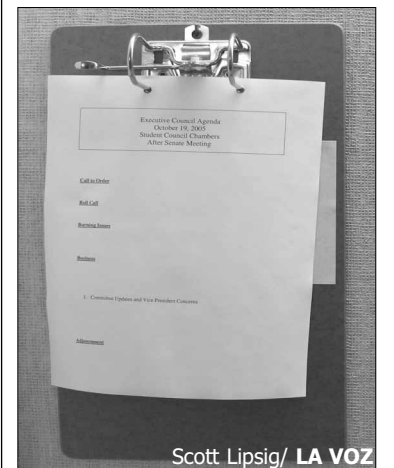 Executive Council Agenda
October 19, 2005
Student Council Chambers
After Senate Meeting
Call to Order
Roll Call
Burning Issues
Business
1. Committee Updates and Vice President Concerns
Adjournment
Scott Lipsig/ LA VOZ